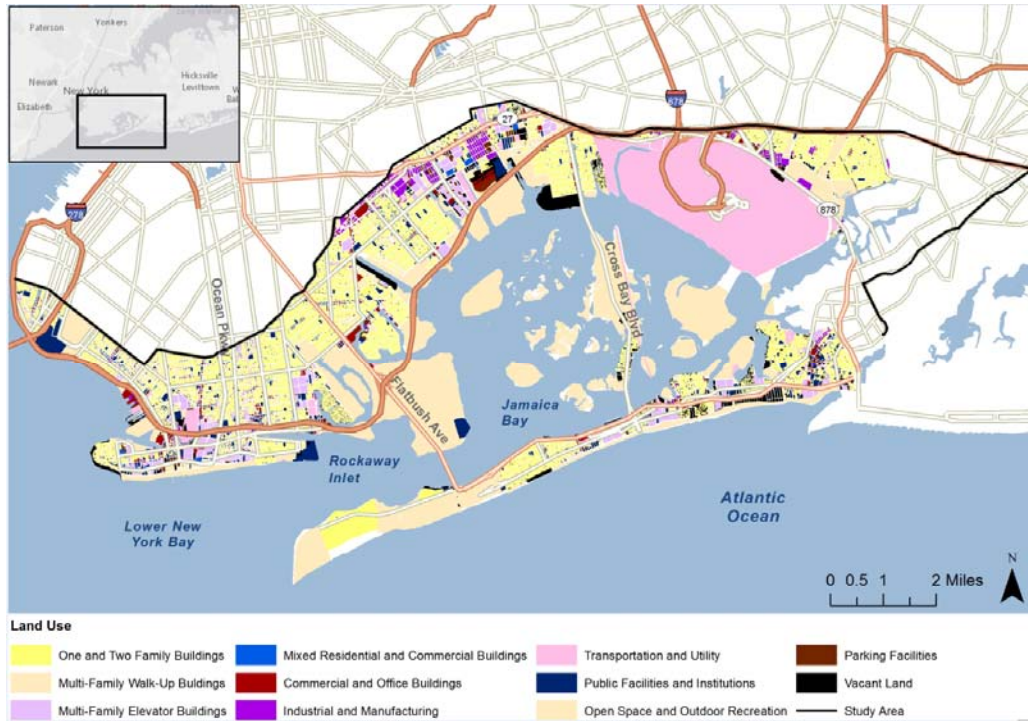 Paterson
Yonkers
Newark
New York
Hicksville
Levittown
Elizabeth
27
878
278
878
Ocean Pkwy
Cross Bay Blvd
Flatbush Ave
Jamaica
Bay
Rockaway
Inlet
Lower New
York Bay
Atlantic
Ocean
N
0 0.5 1 2 Miles
Land Use
One and Two Family Buildings
Mixed Residential and Commercial Buildings
Transportation and Utility
Parking Facilities
Multi-Family Walk-Up Buldings
Commercial and Office Buildings
Public Facilities and Institutions
Vacant Land
Multi-Family Elevator Buildings
Industrial and Manufacturing
Open Space and Outdoor Recreation
Study Area